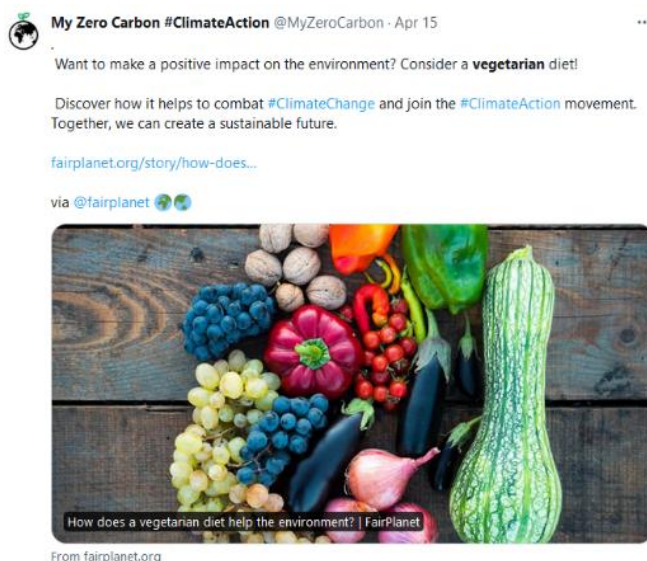 My Zero Carbon #ClimateAction @MyZeroCarbon · Apr 15
.
Want to make a positive impact on the environment? Consider a vegetarian diet!
Discover how it helps to combat #ClimateChange and join the #ClimateAction movement.
Together, we can create a sustainable future.
fairplanet.org/story/how-does...
via @fairplanet
How does a vegetarian diet help the environment? | FairPlanet
From fairplanet.org